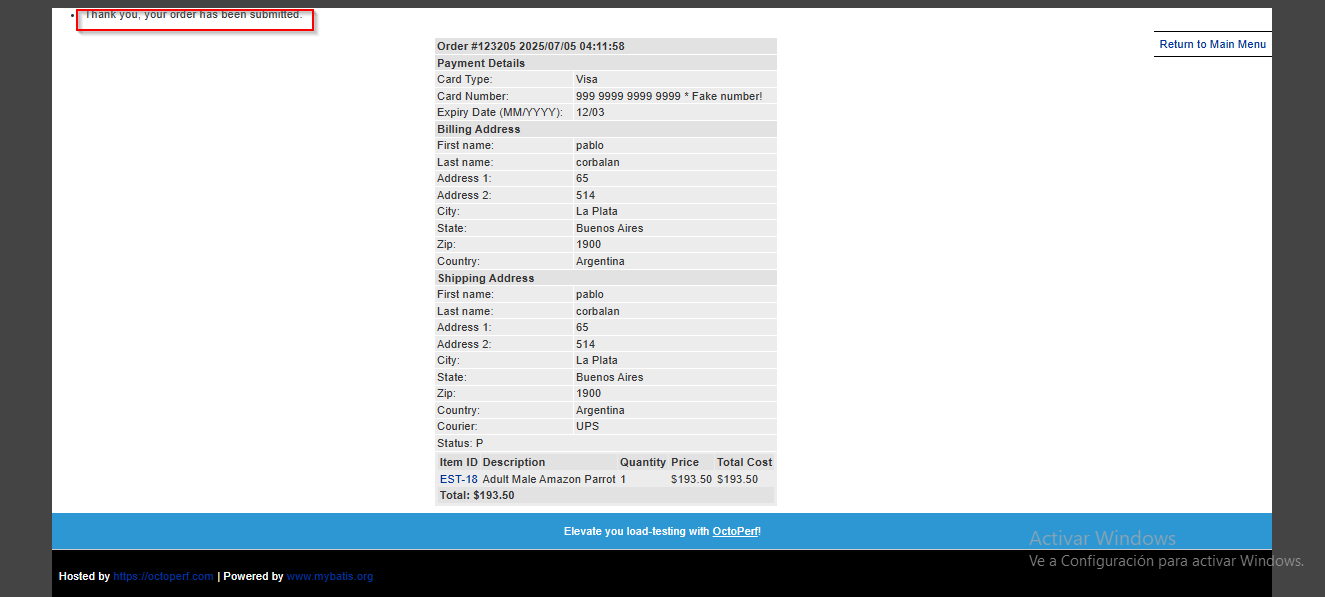 Thank you, your order has been submitted.
Return to Main Menu
Order #123205 2025/07/05 04:11:58
Payment Details
Card Type: Visa
Card Number: 999 9999 9999 9999 * Fake number!
Expiry Date (MM/YYYY): 12/03
Billing Address
First name: pablo
Last name: corbalan
Address 1: 65
Address 2: 514
City: La Plata
State: Buenos Aires
Zip: 1900
Country: Argentina
Shipping Address
First name: pablo
Last name: corbalan
Address 1: 65
Address 2: 514
City: La Plata
State: Buenos Aires
Zip: 1900
Country: Argentina
Courier: UPS
Status: P
Item ID Description Quantity Price Total Cost
EST-18 Adult Male Amazon Parrot 1 $193.50 $193.50
Total: $193.50
Elevate you load-testing with OctoPerf!
Activar Windows
Ve a Configuración para activar Windows.
Hosted by https://octoperf.com | Powered by www.mybatis.org